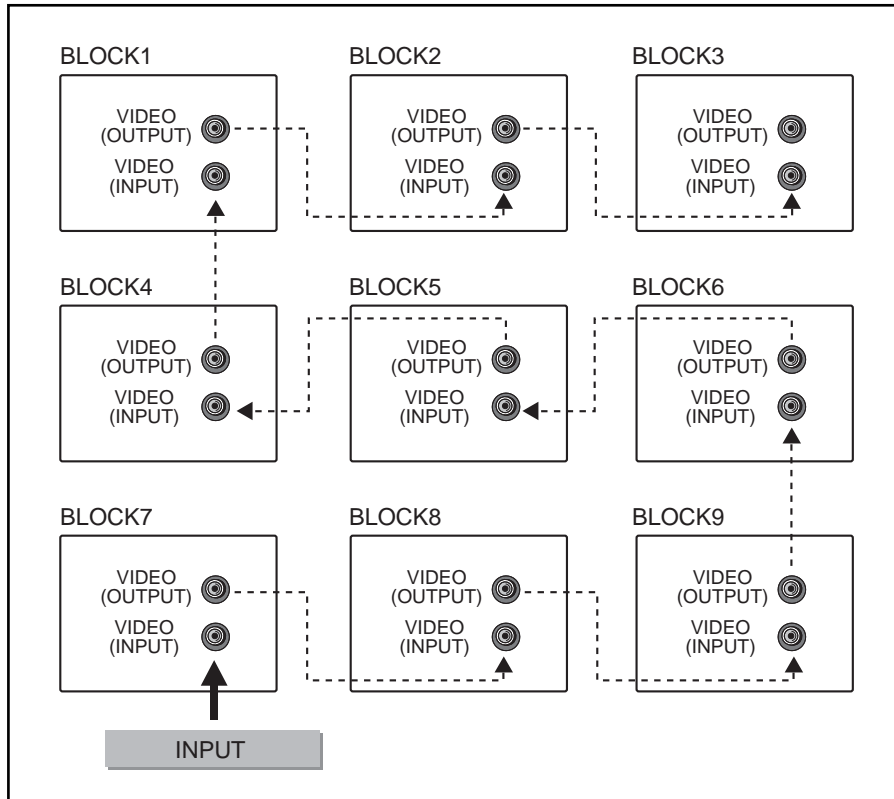 BLOCK1
VIDEO
(OUTPUT)
VIDEO
(INPUT)
BLOCK2
VIDEO
(OUTPUT)
VIDEO
(INPUT)
BLOCK3
VIDEO
(OUTPUT)
VIDEO
(INPUT)
BLOCK4
VIDEO
(OUTPUT)
VIDEO
(INPUT)
BLOCK5
VIDEO
(OUTPUT)
VIDEO
(INPUT)
BLOCK6
VIDEO
(OUTPUT)
VIDEO
(INPUT)
BLOCK7
VIDEO
(OUTPUT)
VIDEO
(INPUT)
BLOCK8
VIDEO
(OUTPUT)
VIDEO
(INPUT)
BLOCK9
VIDEO
(OUTPUT)
VIDEO
(INPUT)
INPUT